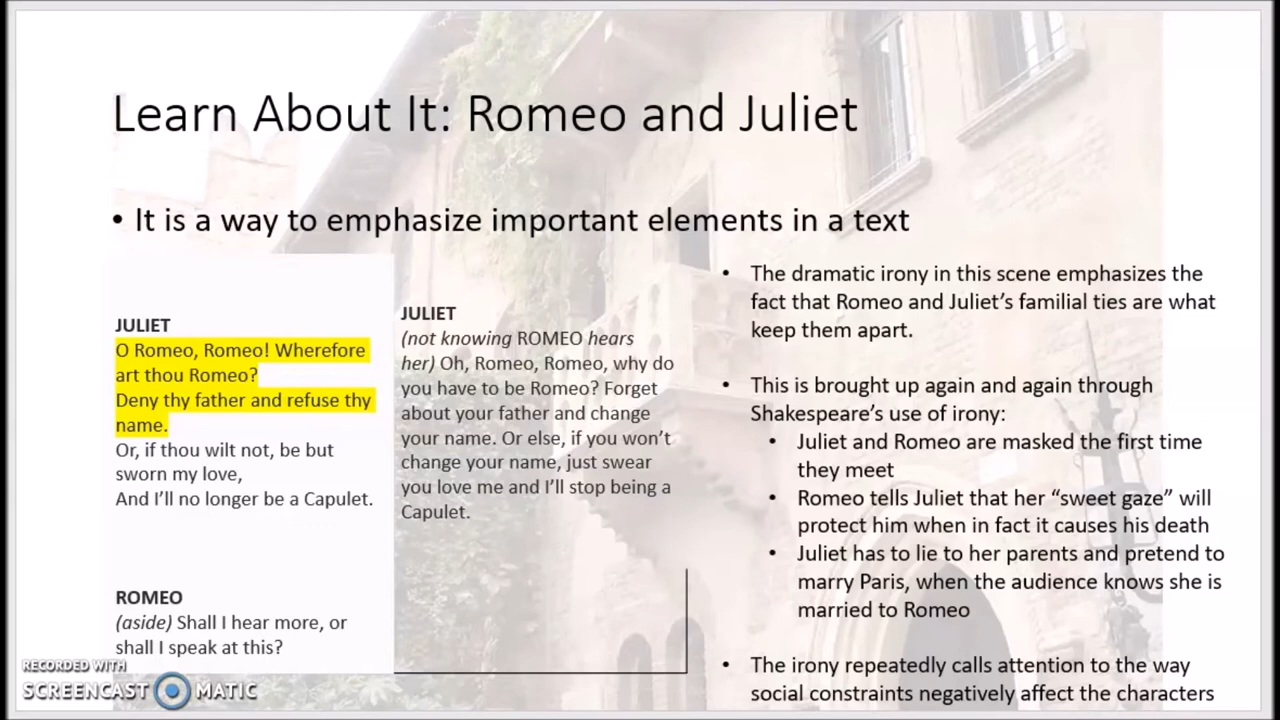 Learn About It: Romeo and Juliet
• It is a way to emphasize important elements in a text
JULIET
O Romeo, Romeo! Wherefore
art thou Romeo?
Deny thy father and refuse thy
name.
Or, if thou wilt not, be but
sworn my love,
And I’ll no longer be a Capulet.
ROMEO
(aside) Shall I hear more, or
shall I speak at this?
JULIET
(not knowing ROMEO hears
her) Oh, Romeo, Romeo, why do
you have to be Romeo? Forget
about your father and change
your name. Or else, if you won’t
change your name, just swear
you love me and I’ll stop being a
Capulet.
• The dramatic irony in this scene emphasizes the
fact that Romeo and Juliet’s familial ties are what
keep them apart.
• This is brought up again and again through
Shakespeare’s use of irony:
• Juliet and Romeo are masked the first time
they meet
• Romeo tells Juliet that her “sweet gaze” will
protect him when in fact it causes his death
• Juliet has to lie to her parents and pretend to
marry Paris, when the audience knows she is
married to Romeo
• The irony repeatedly calls attention to the way
social constraints negatively affect the characters
RECORDED WITH
SCREENCAST MATIC